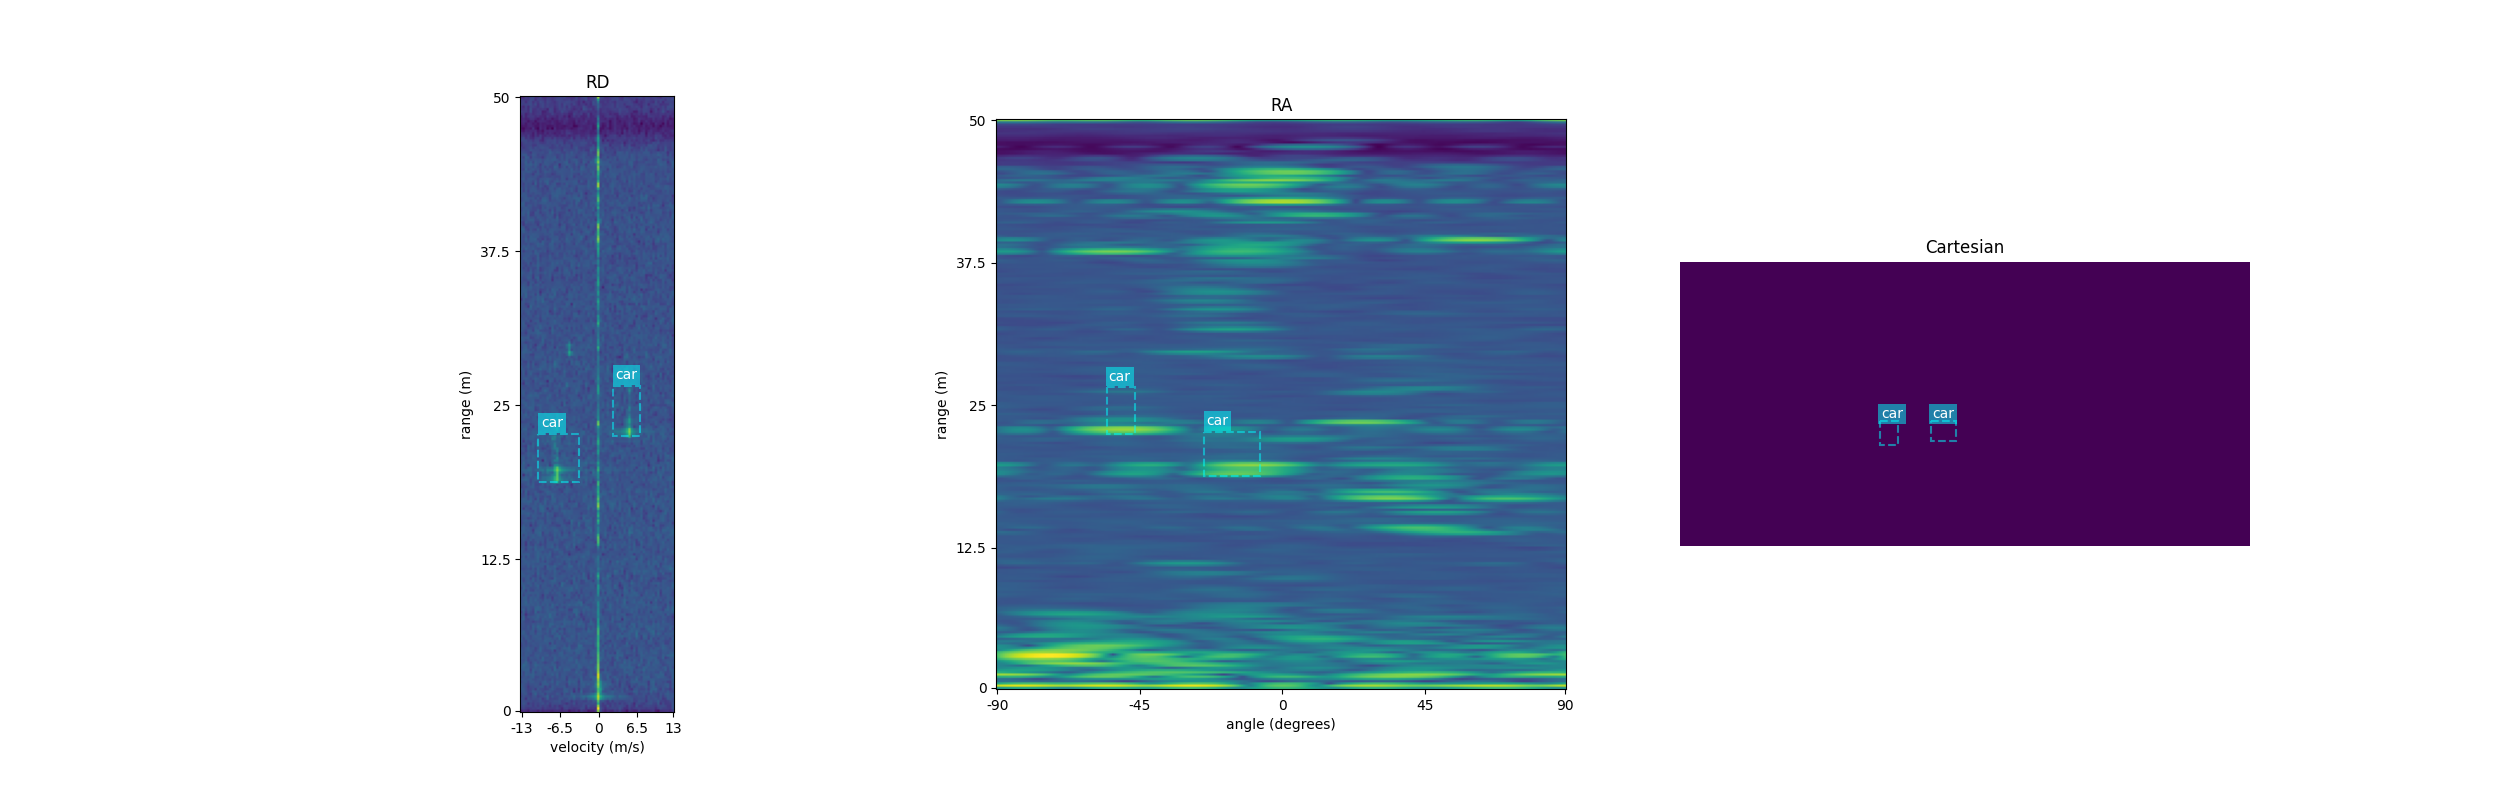 RD
50
37.5
25
12.5
0
range (m)
car
car
-13 -6.5 0 6.5 13
velocity (m/s)
RA
50
37.5
25
12.5
0
range (m)
car
car
-90 -45 0 45 90
angle (degrees)
Cartesian
car car